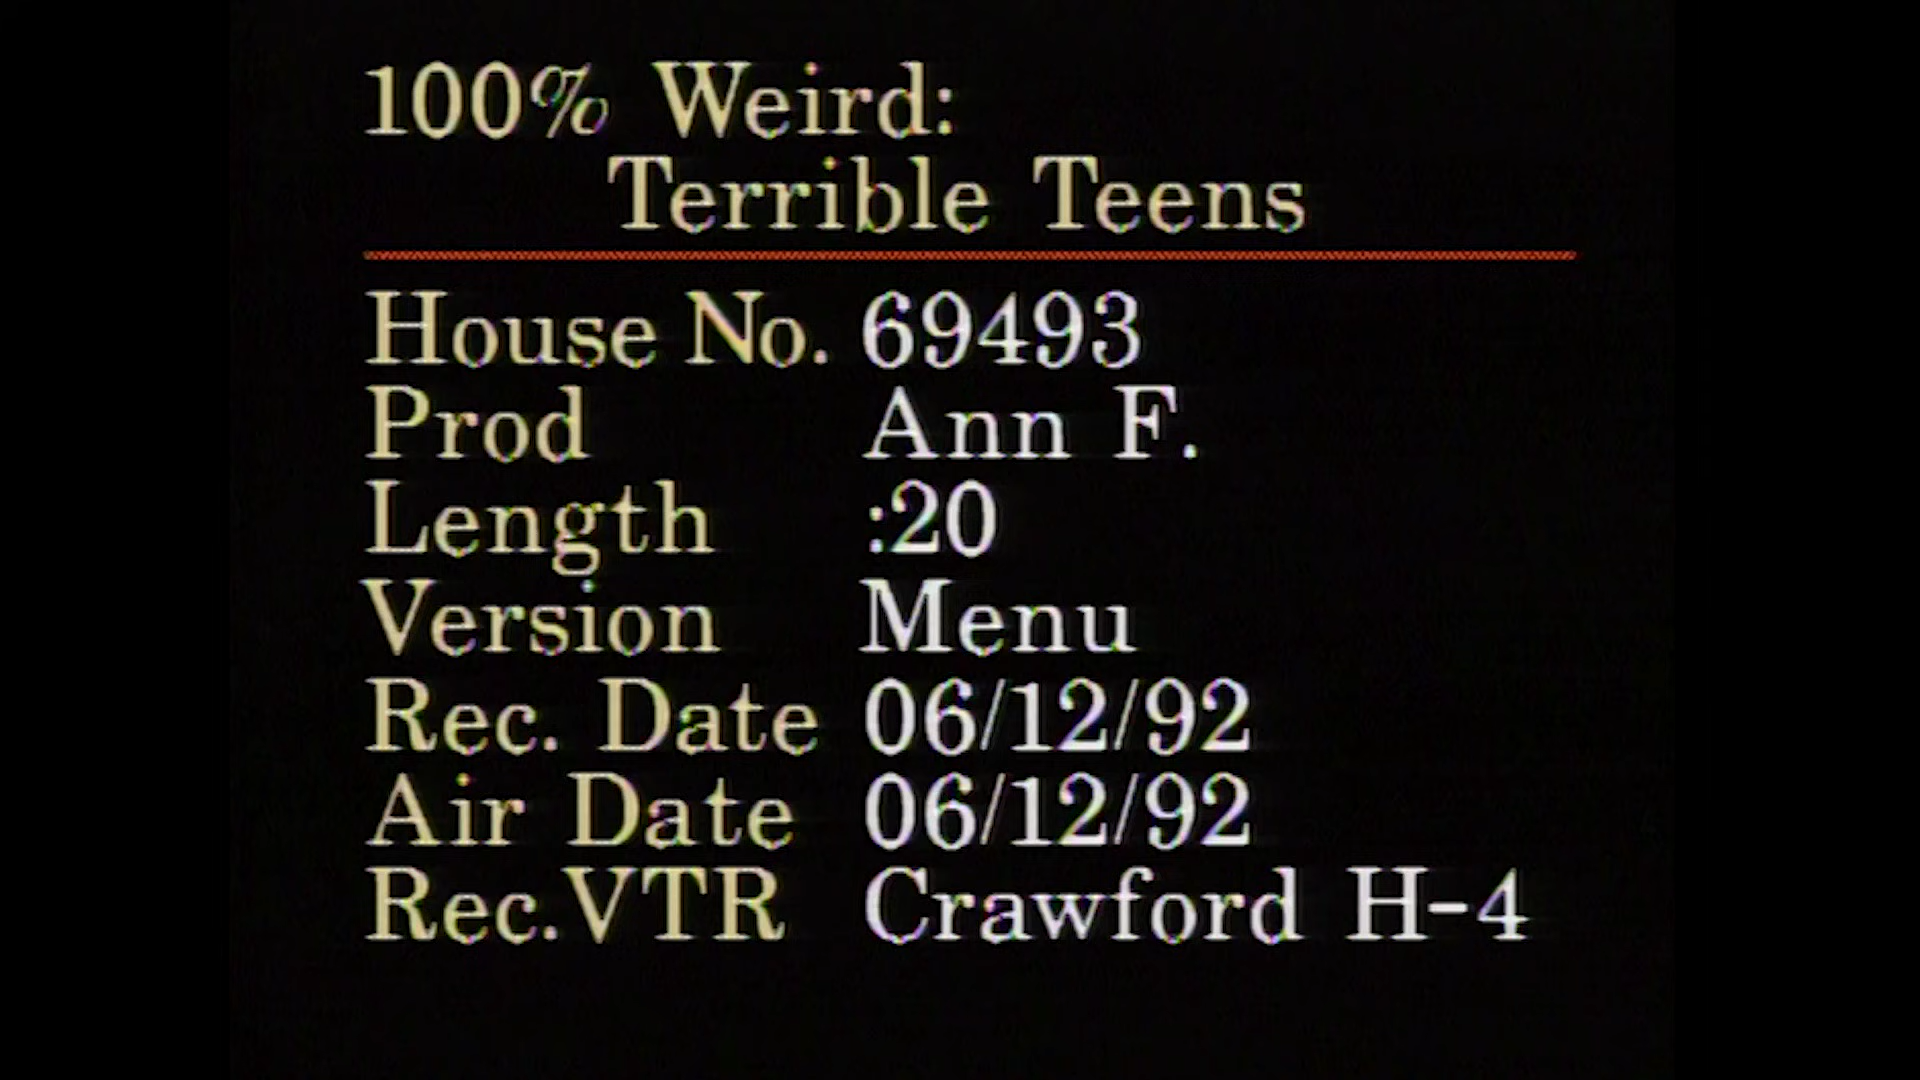 100% Weird:
Terrible Teens
House No. 69493
Prod Ann F.
Length :20
Version Menu
Rec. Date 06/12/92
Air Date 06/12/92
Rec.VTR Crawford H-4